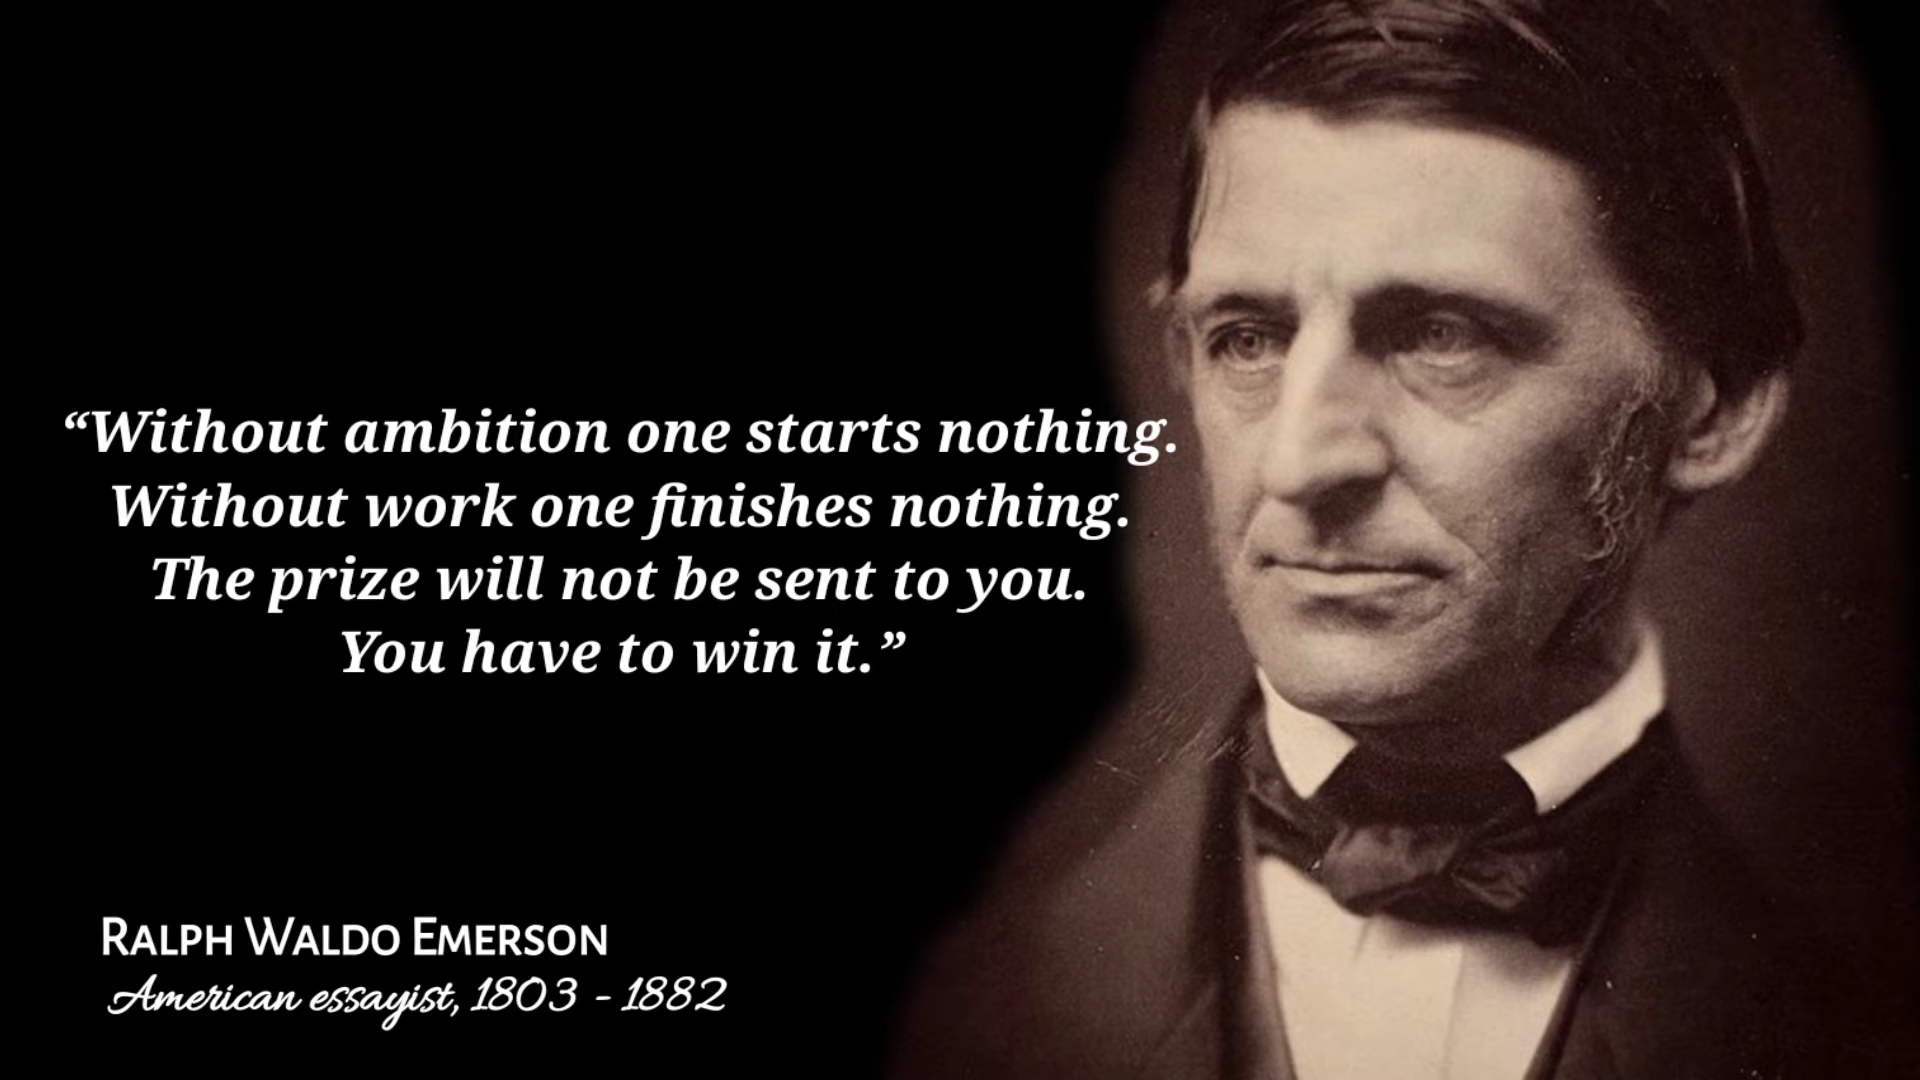 “Without ambition one starts nothing.
Without work one finishes nothing.
The prize will not be sent to you.
You have to win it.”
RALPH WALDO EMERSON
American essayist, 1803 - 1882